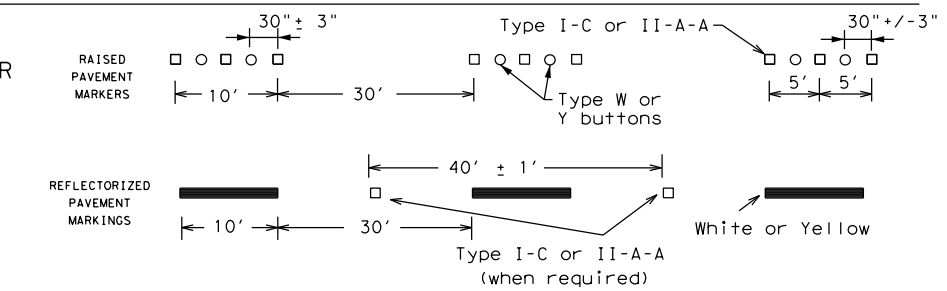 30"± 3"
Type I-C or II-A-A
30"+/-3"
R
RAISED
PAVEMENT
MARKERS
10'
30'
5'
5'
Type W or
Y buttons
40' ± 1'
REFLECTORIZED
PAVEMENT
MARKINGS
10'
30'
White or Yellow
Type I-C or II-A-A
(when required)